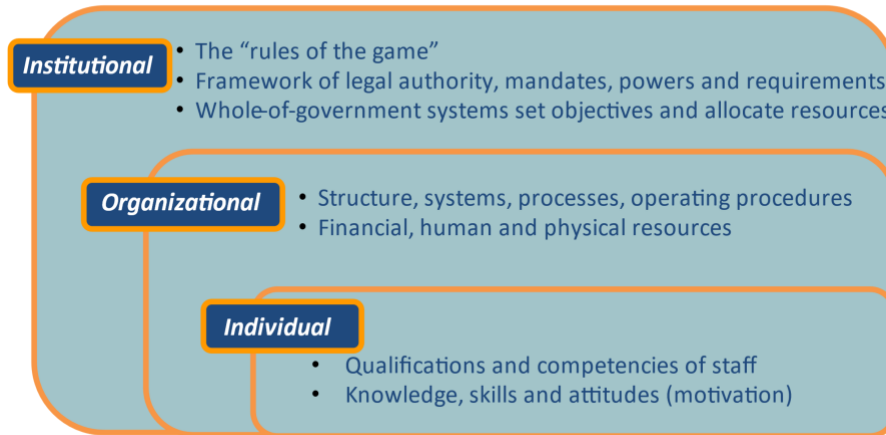 Institutional
• The “rules of the game”
• Framework of legal authority, mandates, powers and requirements
• Whole-of-government systems set objectives and allocate resources
Organizational
• Structure, systems, processes, operating procedures
• Financial, human and physical resources
Individual
• Qualifications and competencies of staff
• Knowledge, skills and attitudes (motivation)